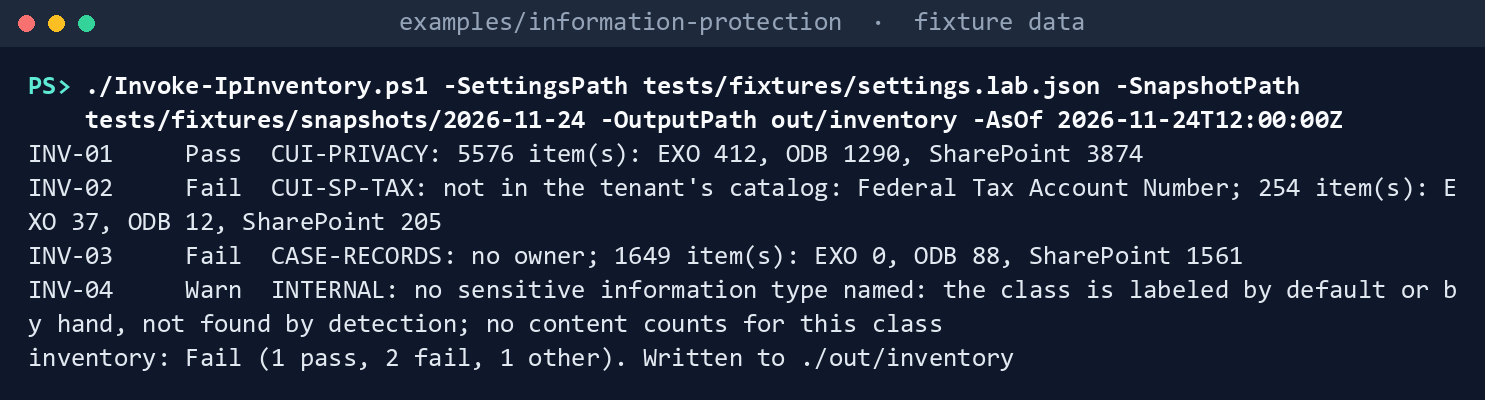 examples/information-protection · fixture data
PS> ./Invoke-IpInventory.ps1 -SettingsPath tests/fixtures/settings.lab.json -SnapshotPath
tests/fixtures/snapshots/2026-11-24 -OutputPath out/inventory -AsOf 2026-11-24T12:00:00Z
INV-01     Pass  CUI-PRIVACY: 5576 item(s): EXO 412, ODB 1290, SharePoint 3874
INV-02     Fail  CUI-SP-TAX: not in the tenant's catalog: Federal Tax Account Number; 254 item(s): E
XO 37, ODB 12, SharePoint 205
INV-03     Fail  CASE-RECORDS: no owner; 1649 item(s): EXO 0, ODB 88, SharePoint 1561
INV-04     Warn  INTERNAL: no sensitive information type named: the class is labeled by default or b
y hand, not found by detection; no content counts for this class
inventory: Fail (1 pass, 2 fail, 1 other). Written to ./out/inventory